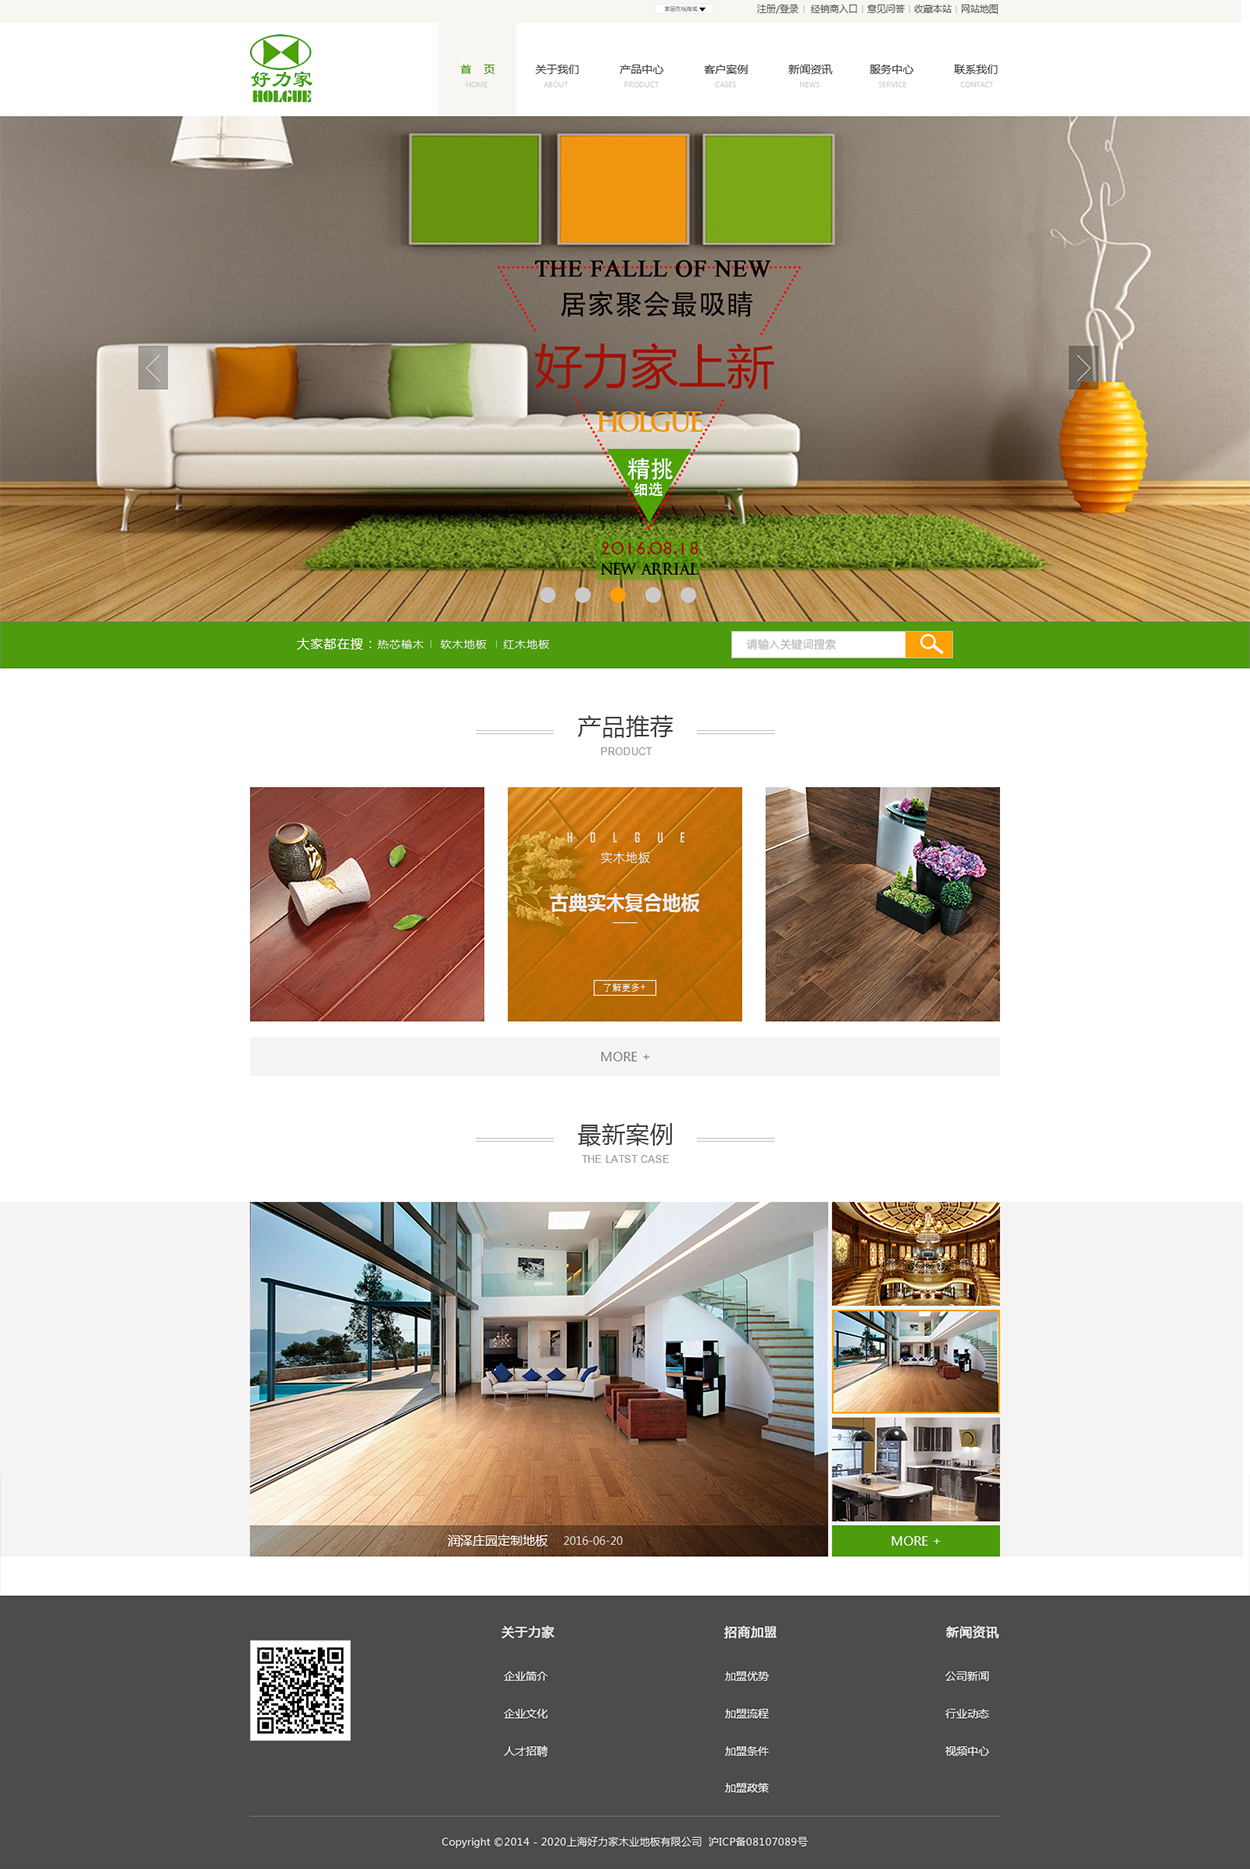 家园在线商城
注册/登录 | 经销商入口 | 意见问答 | 收藏本站 | 网站地图
好力家
HOLGUE
首 页 关于我们 产品中心 客户案例 新闻资讯 服务中心 联系我们
HOME ABOUT PRODUCT CASES NEWS SERVICE CONTACT
THE FALLL OF NEW
居家聚会最吸睛
好力家上新
HOLGUE
精挑
细选
2016.08.18
NEW ARRIAL
大家都在搜：热芯榆木 | 软木地板 | 红木地板
请输入关键词搜索
产品推荐
PRODUCT
HOLGUE
实木地板
古典实木复合地板
了解更多+
MORE +
最新案例
THE LATST CASE
润泽庄园定制地板 2016-06-20
MORE +
关于力家 招商加盟 新闻资讯
企业简介 加盟优势 公司新闻
企业文化 加盟流程 行业动态
人才招聘 加盟条件 视频中心
加盟政策
Copyright ©2014 - 2020上海好力家木业地板有限公司 沪ICP备08107089号